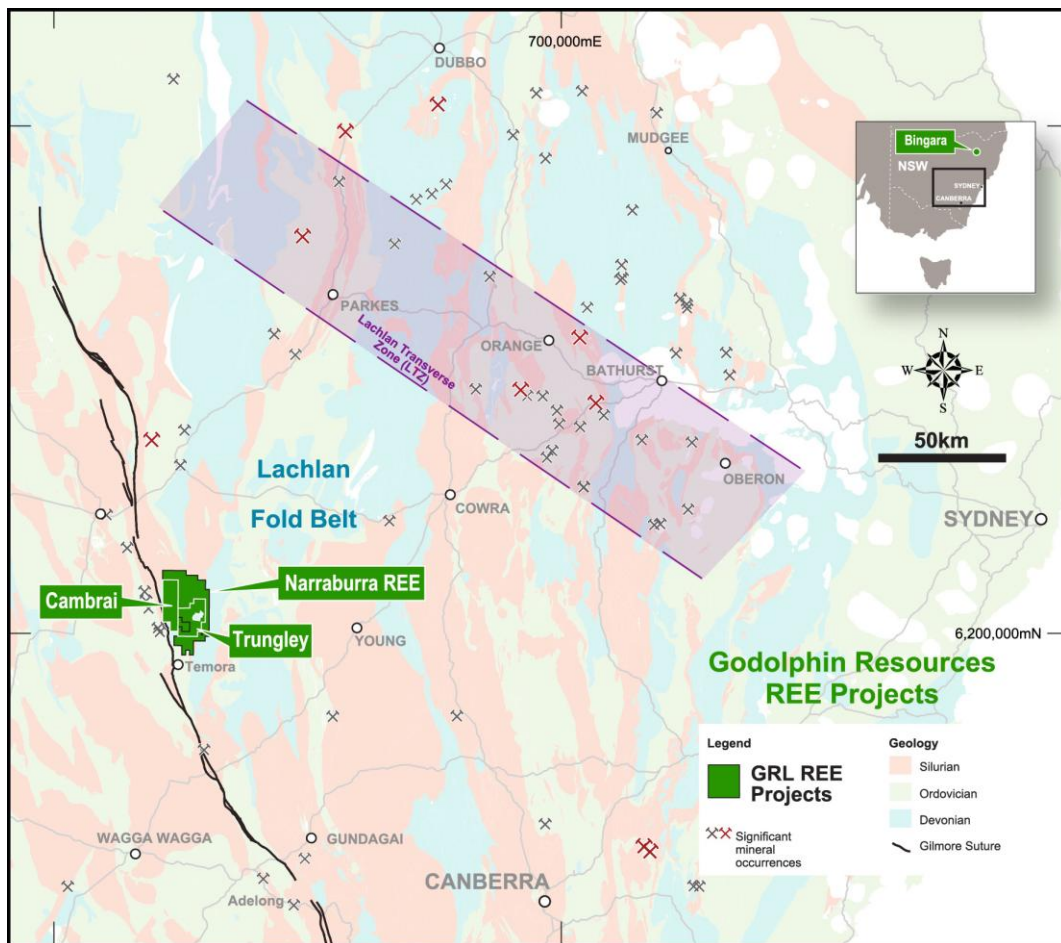 700,000mE
DUBBO
MUDGEE
Bingara
NSW
SYDNEY
CANBERRA
PARKES
Lachlan Transverse
Zone (LTZ)
ORANGE
BATHURST
N
W
E
S
50km
OBERON
Lachlan
Fold Belt
COWRA
SYDNEY
Narraburra REE
Cambrai
Trungley
YOUNG
6,200,000mN
Temora
Godolphin Resources
REE Projects
Legend
GRL REE
Projects
Significant
mineral
occurrences
Geology
Silurian
Ordovician
Devonian
Gilmore Suture
WAGGA WAGGA
GUNDAGAI
Adelong
CANBERRA